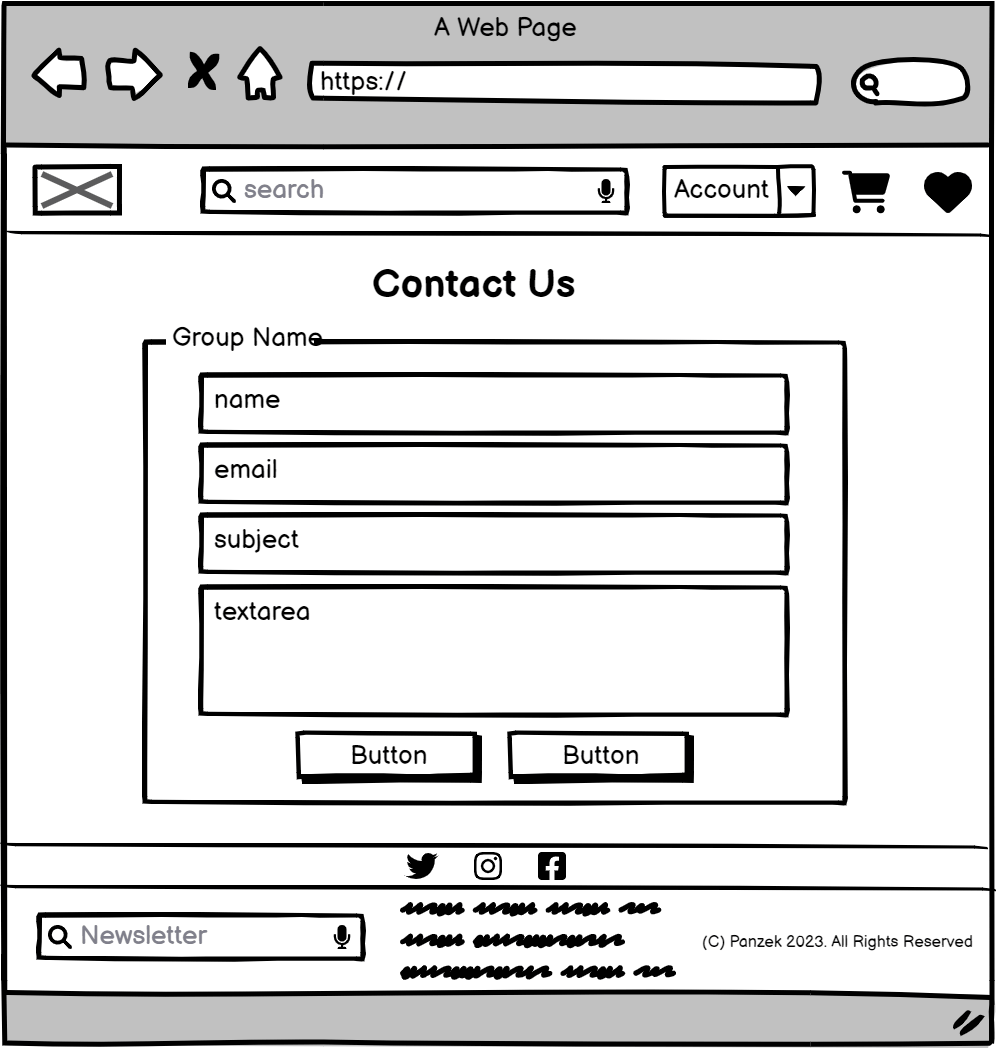 A Web Page
https://
search
Account
Contact Us
Group Name
name
email
subject
textarea
Button Button
Newsletter
(C) Panzek 2023. All Rights Reserved